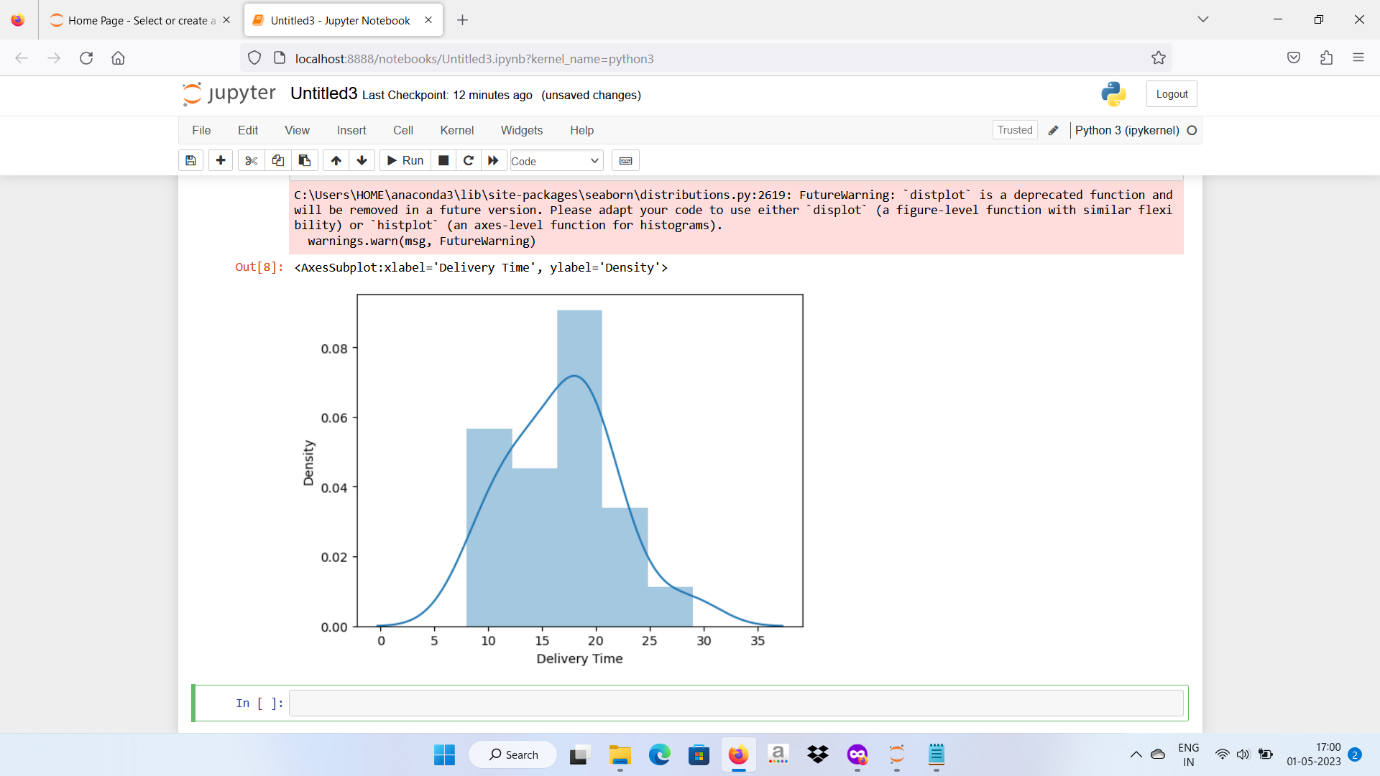 Home Page - Select or create a
Untitled3 - Jupyter Notebook
localhost:8888/notebooks/Untitled3.ipynb?kernel_name=python3
jupyter Untitled3 Last Checkpoint: 12 minutes ago (unsaved changes)
Logout
File Edit View Insert Cell Kernel Widgets Help
Trusted
Python 3 (ipykernel)
Run
Code
C:\Users\HOME\anaconda3\lib\site-packages\seaborn\distributions.py:2619: FutureWarning: `distplot` is a deprecated function and
will be removed in a future version. Please adapt your code to use either `displot` (a figure-level function with similar flexi
bility) or `histplot` (an axes-level function for histograms).
warnings.warn(msg, FutureWarning)
Out[8]: <AxesSubplot:xlabel='Delivery Time', ylabel='Density'>
0.08
0.06
0.04
0.02
0.00
Density
0 5 10 15 20 25 30 35
Delivery Time
In [ ]:
Search
a
ENG
IN
17:00
01-05-2023
2